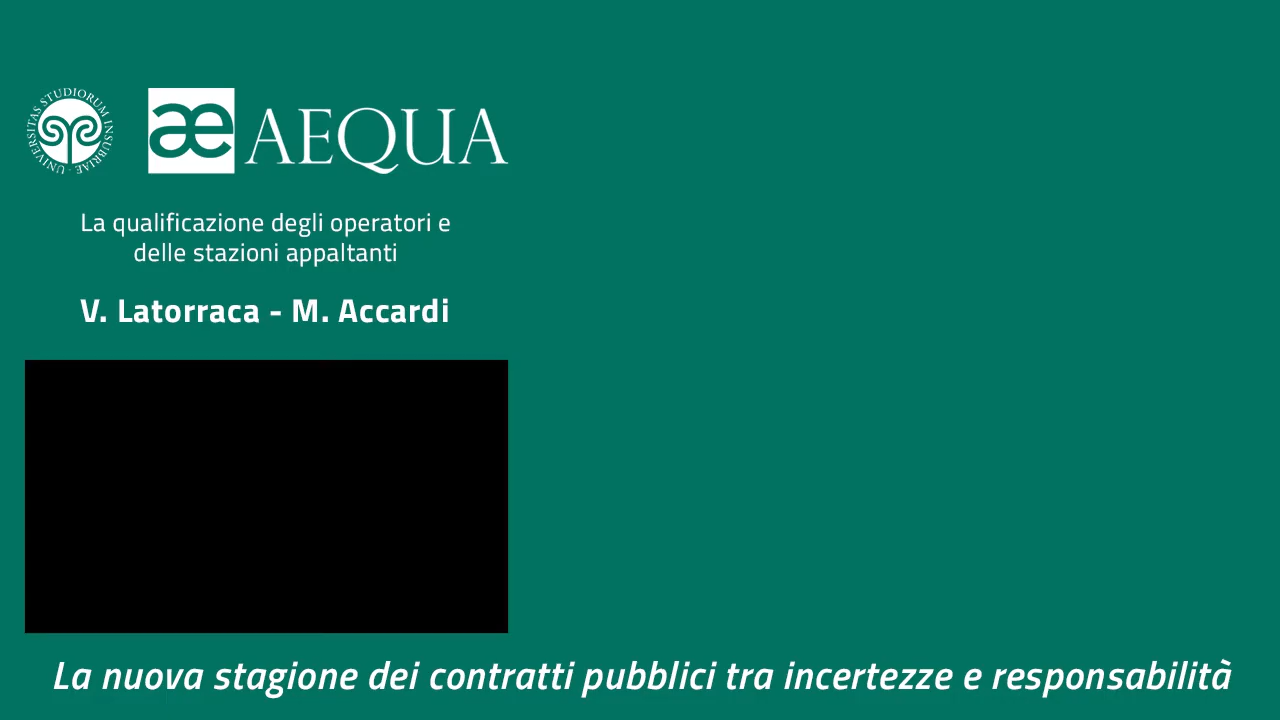 UNIVERSITAS STUDIORUM INSUBRIAE
æ AEQUA
La qualificazione degli operatori e
delle stazioni appaltanti
V. Latorraca - M. Accardi
La nuova stagione dei contratti pubblici tra incertezze e responsabilità